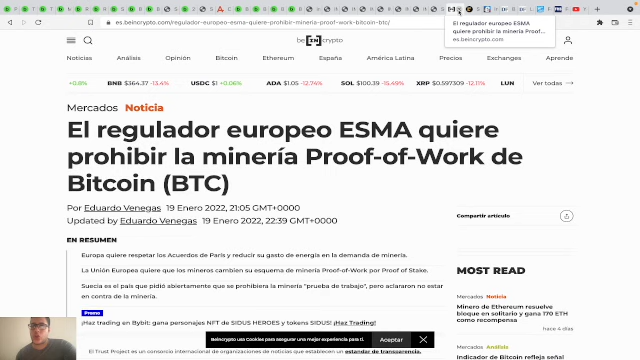 es.beincrypto.com/regulador-europeo-esma-quiere-prohibir-mineria-proof-work-bitcoin-btc/
El regulador europeo ESMA
quiere prohibir la minería Proof...
es.beincrypto.com
be[IN]crypto
Noticias Análisis Bitcoin Ethereum España América Latina Precios Exchanges Aprende
+0.8% BNB $364.37 -13.4% USDC $1 +0.06% ADA $1.05 -12.74% SOL $100.39 -15.49% XRP $0.597309 -12.11% LUN Ver todas
Mercados Noticia
El regulador europeo ESMA quiere
prohibir la minería Proof-of-Work de
Bitcoin (BTC)
Por Eduardo Venegas 19 Enero 2022, 21:05 GMT+0000
Updated by Eduardo Venegas 19 Enero 2022, 22:39 GMT+0000
Compartir artículo
EN RESUMEN
Europa quiere respetar los Acuerdos de París y reducir su gasto de energía en la demanda de minería.
La Unión Europea quiere que los mineros cambien su esquema de minería Proof-of-Work por Proof of Stake.
Suecia es el país que pidió abiertamente que se prohibiera la minería "prueba de trabajo", pero aclararon no estar
en contra de la minería.
Promo
¡Haz trading en Bybit: gana personajes NFT de SIDUS HEROES y tokens SIDUS! ¡Haz Trading!
El Trust Project es un consorcio internacional de organizaciones de noticias que establecen un estándar de transparencia.
BeInCrypto usa Cookies para asegurar una mejor experiencia para ti. Aceptar
MOST READ
Mercados Noticia
Minero de Ethereum resuelve
bloque en solitario y gana 170 ETH
como recompensa
hace 4 días
Mercados Análisis
Indicador de Bitcoin reflejó señal